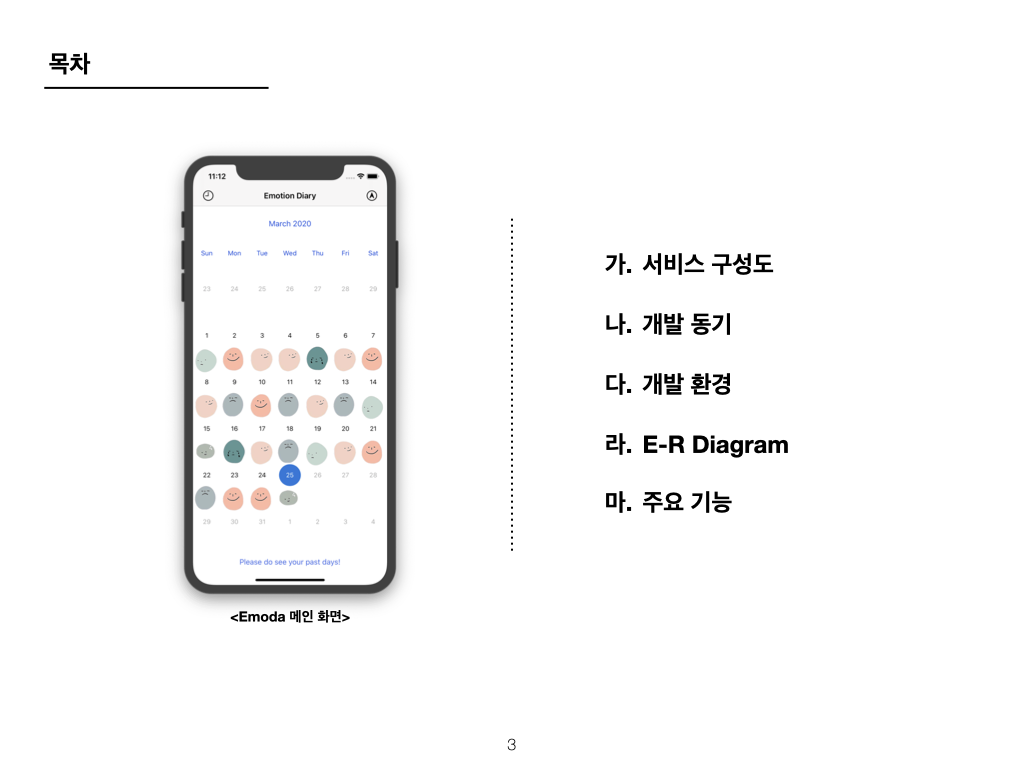 목차
11:12
Emotion Diary
March 2020
Sun Mon Tue Wed Thu Fri Sat
23 24 25 26 27 28 29
1 2 3 4 5 6 7
8 9 10 11 12 13 14
15 16 17 18 19 20 21
22 23 24 25 26 27 28
29 30 31 1 2 3 4
Please do see your past days!
<Emoda 메인 화면>
가. 서비스 구성도
나. 개발 동기
다. 개발 환경
라. E-R Diagram
마. 주요 기능
3